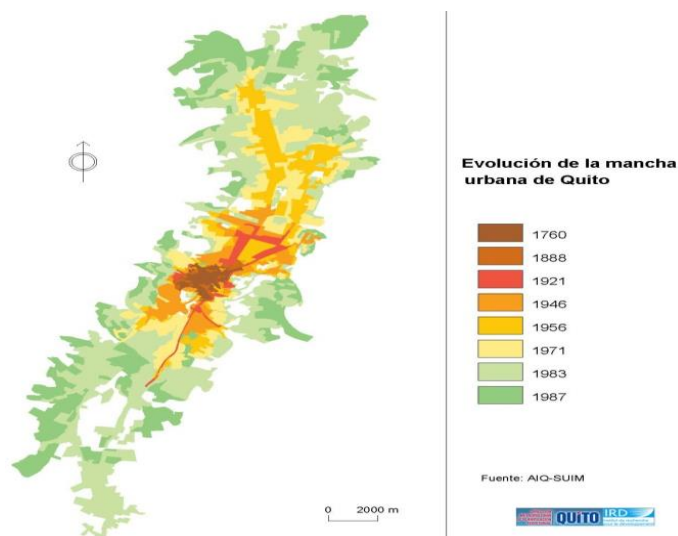 Evolución de la mancha
urbana de Quito
1760
1888
1921
1946
1956
1971
1983
1987
Fuente: AIQ-SUIM
0 2000 m
QUITO
IRD